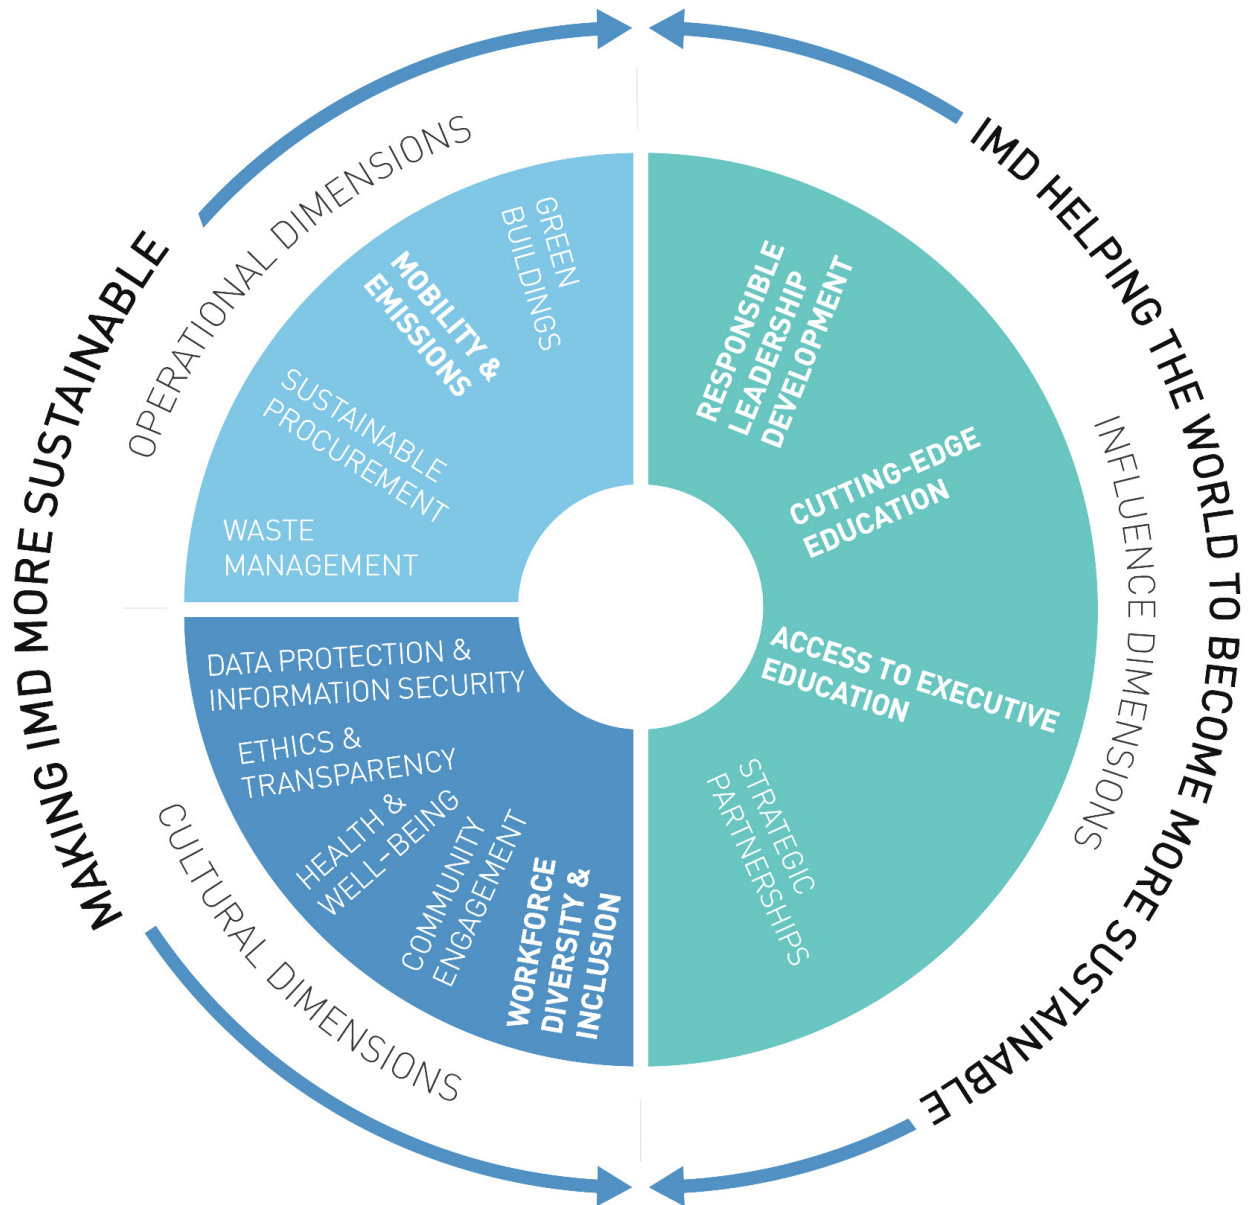 MAKING IMD MORE SUSTAINABLE
OPERATIONAL DIMENSIONS
GREEN
BUILDINGS
MOBILITY &
EMISSIONS
SUSTAINABLE
PROCUREMENT
WASTE
MANAGEMENT
CULTURAL DIMENSIONS
DATA PROTECTION &
INFORMATION SECURITY
ETHICS &
TRANSPARENCY
HEALTH &
WELL-BEING
COMMUNITY
ENGAGEMENT
WORKFORCE
DIVERSITY &
INCLUSION
IMD HELPING THE WORLD TO BECOME MORE SUSTAINABLE
INFLUENCE DIMENSIONS
RESPONSIBLE
LEADERSHIP
DEVELOPMENT
CUTTING-EDGE
EDUCATION
ACCESS TO EXECUTIVE
EDUCATION
STRATEGIC
PARTNERSHIPS